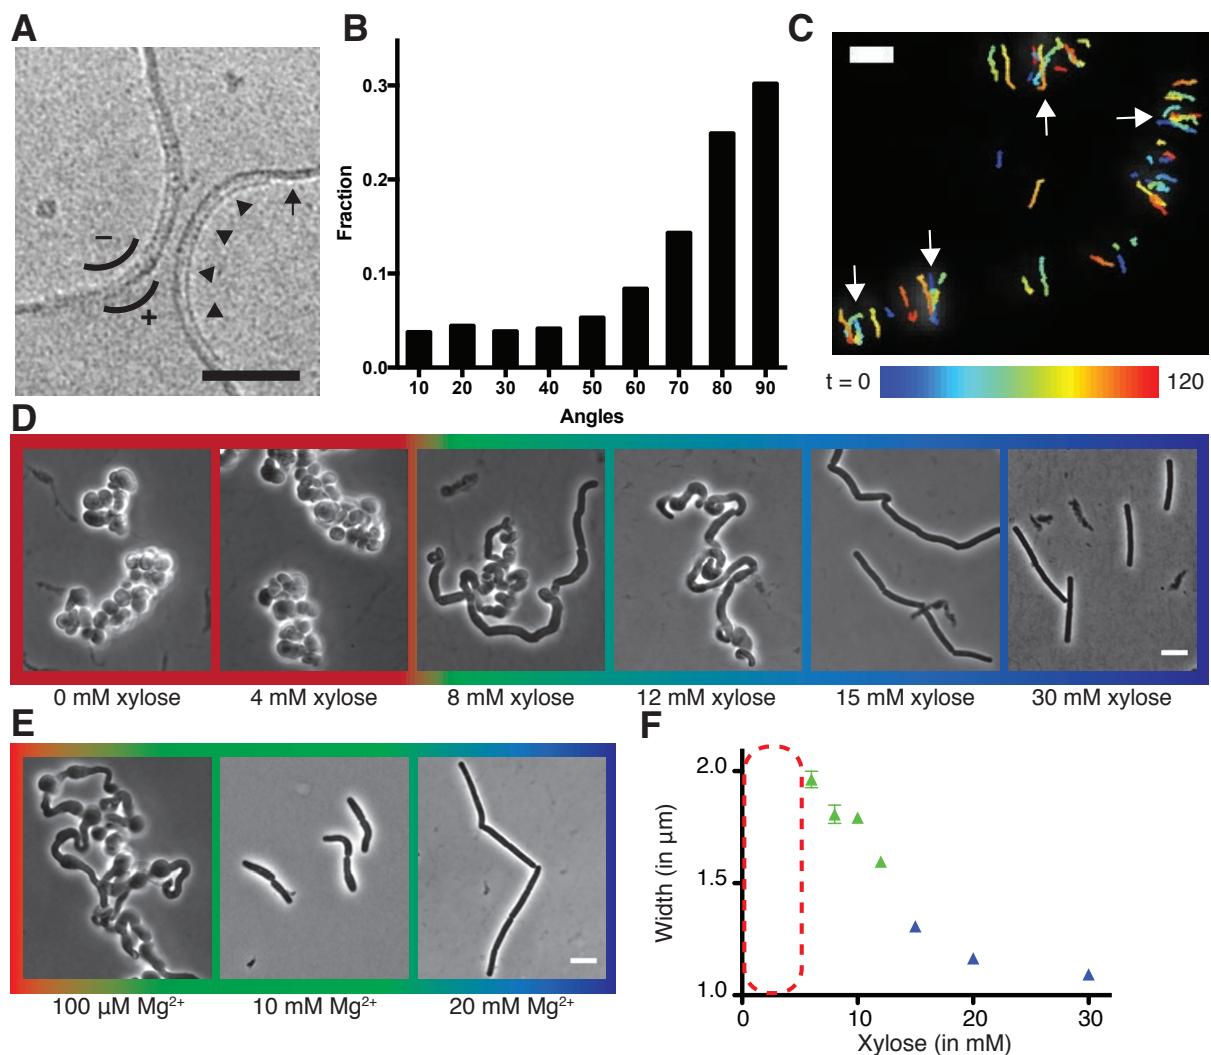 A
B
C
−
+
Fraction
0.3
0.2
0.1
0.0
10 20 30 40 50 60 70 80 90
Angles
t = 0
120
D
0 mM xylose
4 mM xylose
8 mM xylose
12 mM xylose
15 mM xylose
30 mM xylose
E
100 µM Mg²⁺
10 mM Mg²⁺
20 mM Mg²⁺
F
Width (in µm)
2.0
1.5
1.0
0 10 20 30
Xylose (in mM)